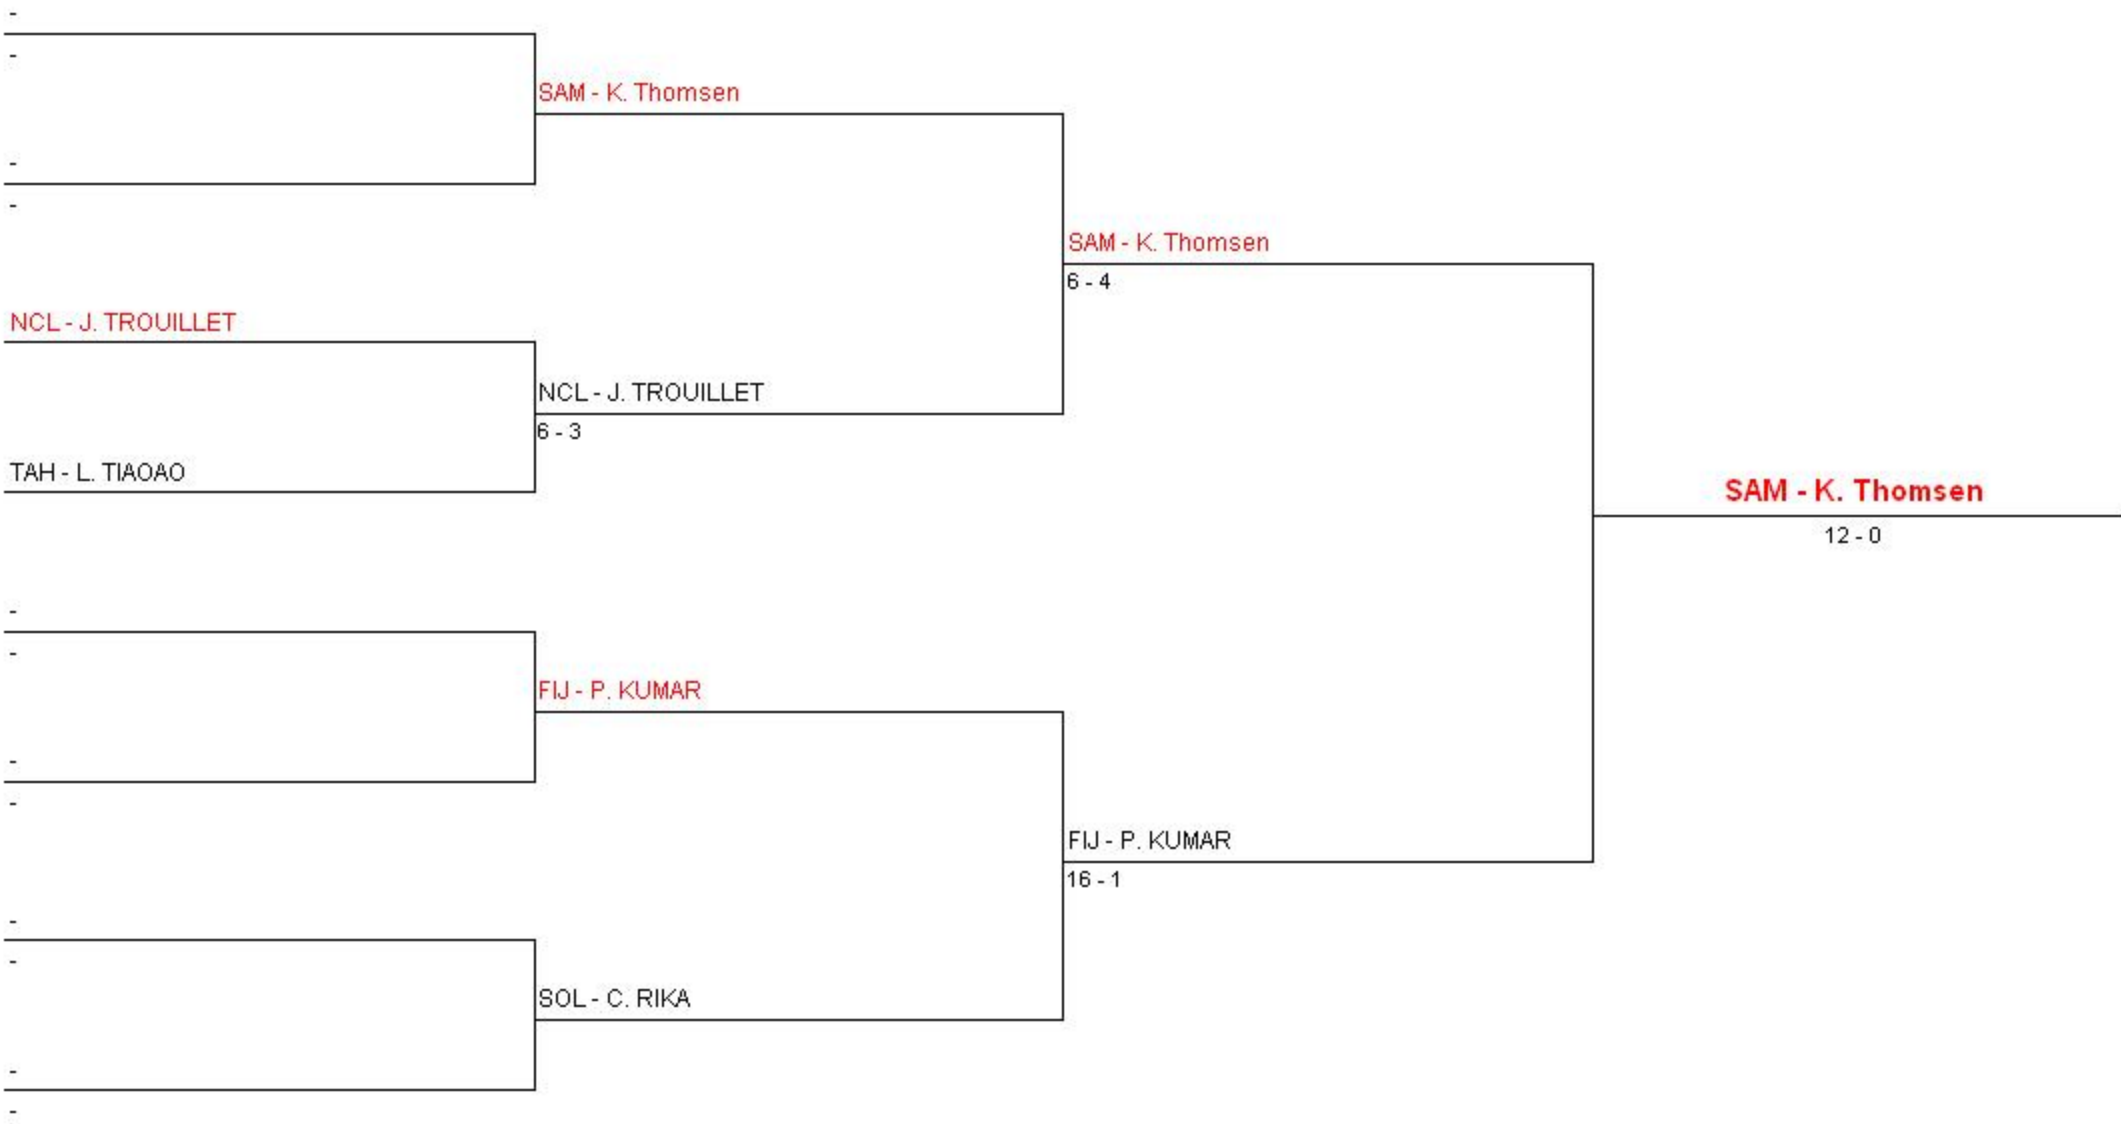 -
-
SAM - K. Thomsen
-
-
SAM - K. Thomsen
6 - 4
NCL - J. TROUILLET
NCL - J. TROUILLET
6 - 3
TAH - L. TIAOAO
SAM - K. Thomsen
12 - 0
-
-
FIJ - P. KUMAR
-
-
FIJ - P. KUMAR
16 - 1
-
-
SOL - C. RIKA
-
-